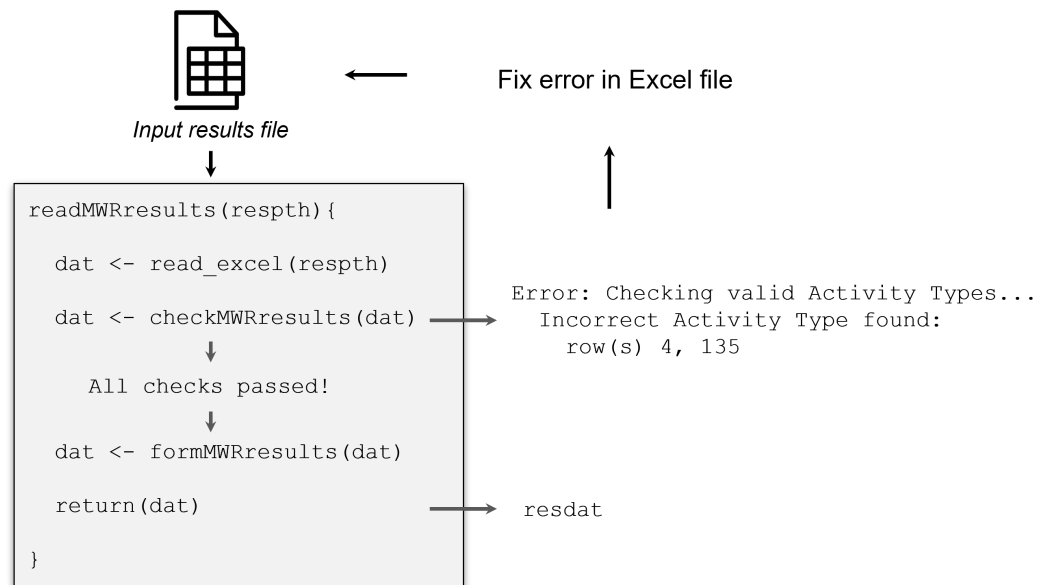 Fix error in Excel file
Input results file
readMWRresults(respth){
dat <- read_excel(respth)
dat <- checkMWRresults(dat)
Error: Checking valid Activity Types...
Incorrect Activity Type found:
row(s) 4, 135
All checks passed!
dat <- formMWRresults(dat)
return(dat)
resdat
}